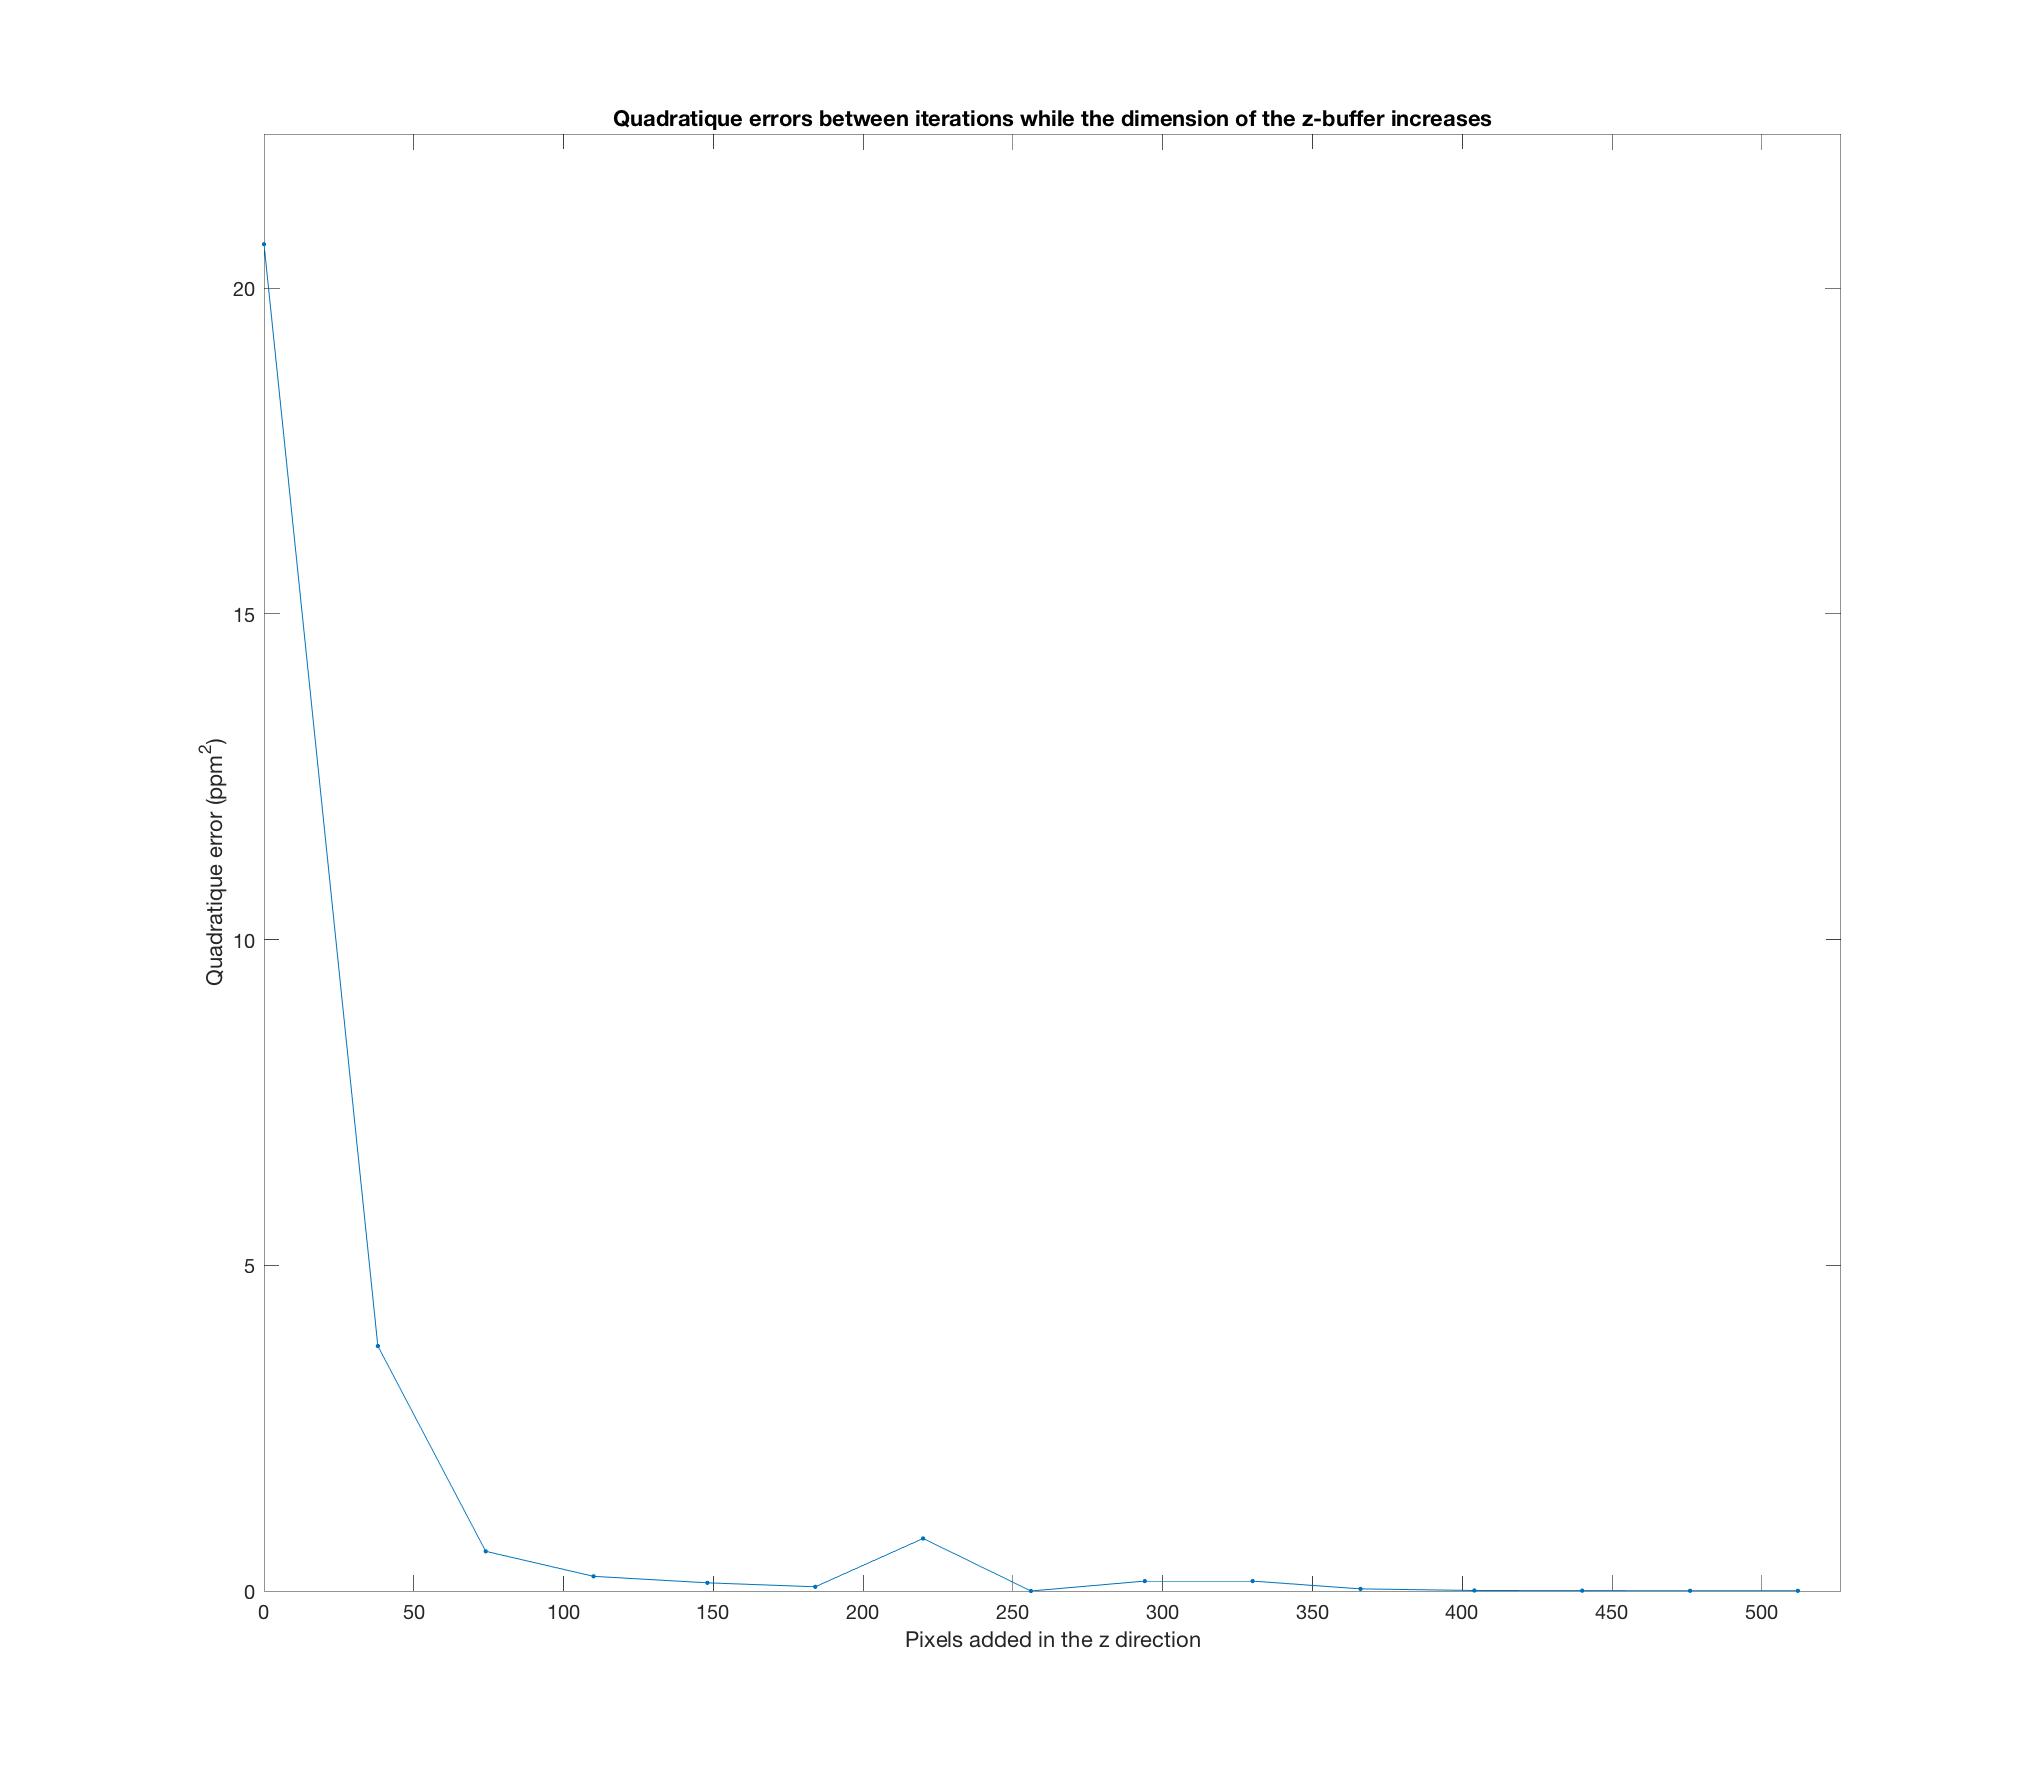 Quadratique errors between iterations while the dimension of the z-buffer increases
20
15
10
5
0
Quadratique error (ppm²)
0 50 100 150 200 250 300 350 400 450 500
Pixels added in the z direction